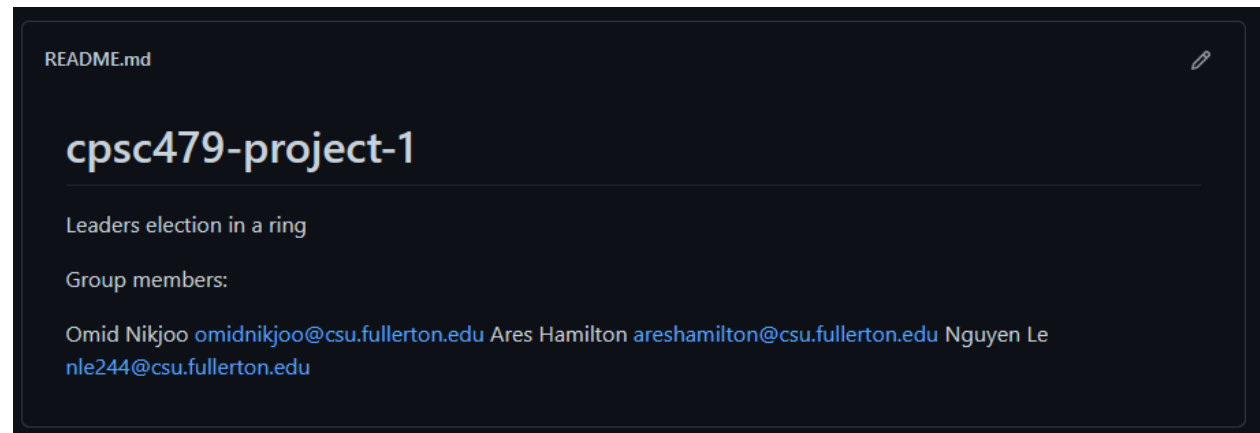 README.md
cpsc479-project-1
Leaders election in a ring
Group members:
Omid Nikjoo omidnikjoo@csu.fullerton.edu Ares Hamilton areshamilton@csu.fullerton.edu Nguyen Le
nle244@csu.fullerton.edu